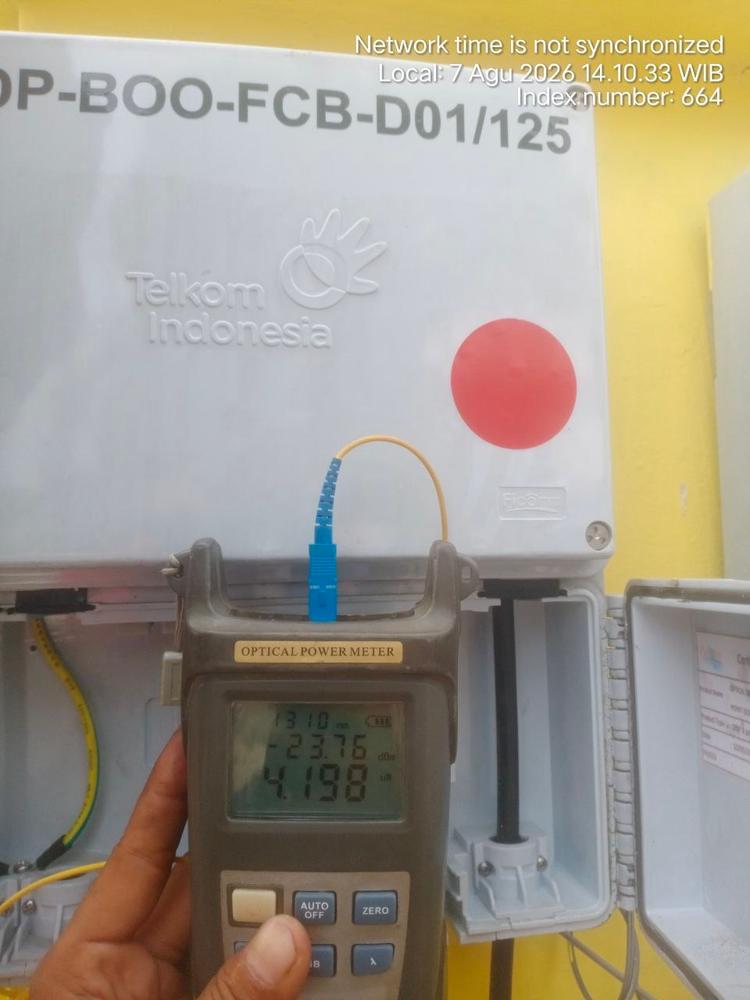 Network time is not synchronized
Local: 7 Agu 2026 14.10.33 WIB
Index number: 664
DP-BOO-FCB-D01/125
Telkom
Indonesia
OPTICAL POWER METER
1310 nm
-23.76 dBm
4.198 uW
AUTO
OFF
ZERO
λ